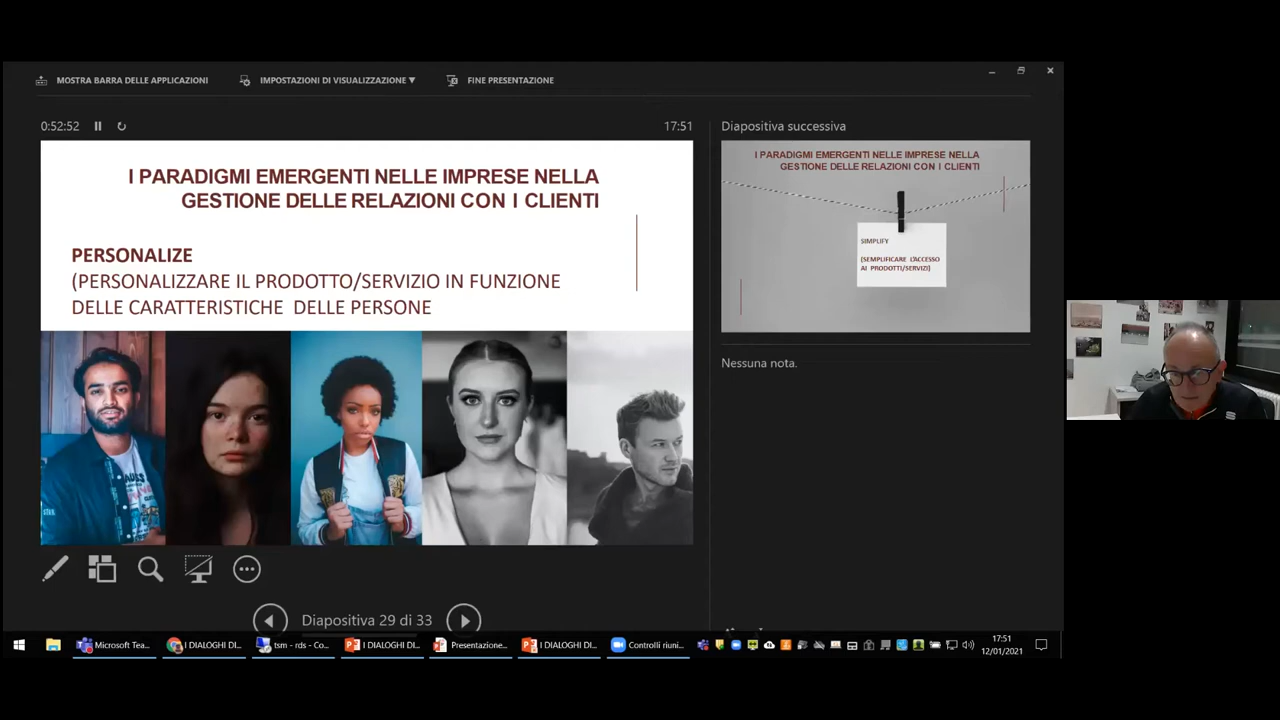 MOSTRA BARRA DELLE APPLICAZIONI
IMPOSTAZIONI DI VISUALIZZAZIONE ▼
FINE PRESENTAZIONE
0:52:52
17:51
I PARADIGMI EMERGENTI NELLE IMPRESE NELLA
GESTIONE DELLE RELAZIONI CON I CLIENTI
PERSONALIZE
(PERSONALIZZARE IL PRODOTTO/SERVIZIO IN FUNZIONE
DELLE CARATTERISTICHE DELLE PERSONE
Diapositiva successiva
I PARADIGMI EMERGENTI NELLE IMPRESE NELLA
GESTIONE DELLE RELAZIONI CON I CLIENTI
SIMPLIFY
(SEMPLIFICARE L'ACCESSO
AI PRODOTTI/SERVIZI)
Nessuna nota.
Diapositiva 29 di 33
Microsoft Tea...
I DIALOGHI DI...
tsm - rds - Co...
I DIALOGHI DI...
Presentazione...
I DIALOGHI DI...
Controlli riuni...
17:51
12/01/2021